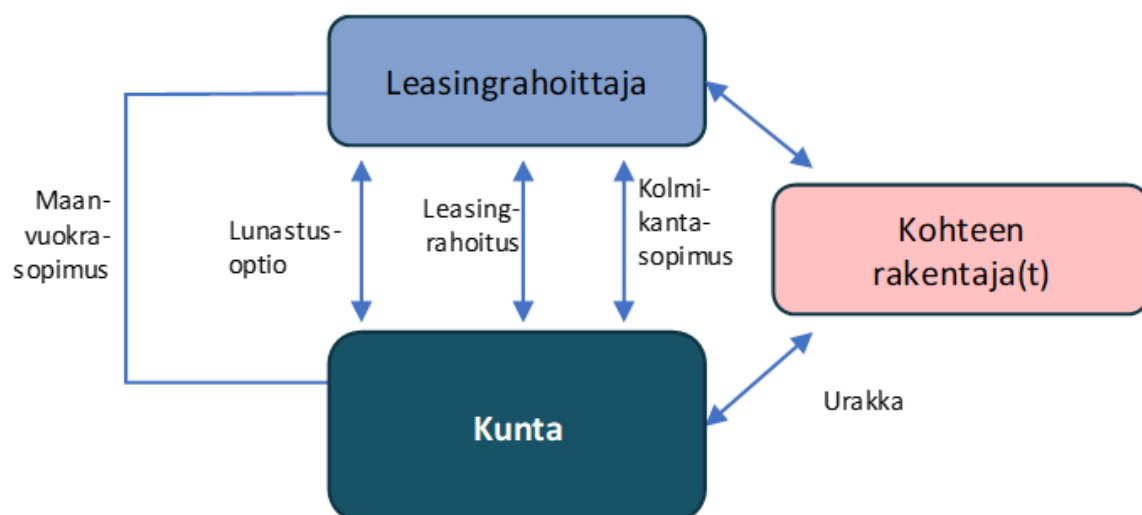 Leasingrahoittaja
Maan-
vuokra-
sopimus
Lunastus-
optio
Leasing-
rahoitus
Kolmi-
kanta-
sopimus
Kohteen
rakentaja(t)
Kunta
Urakka